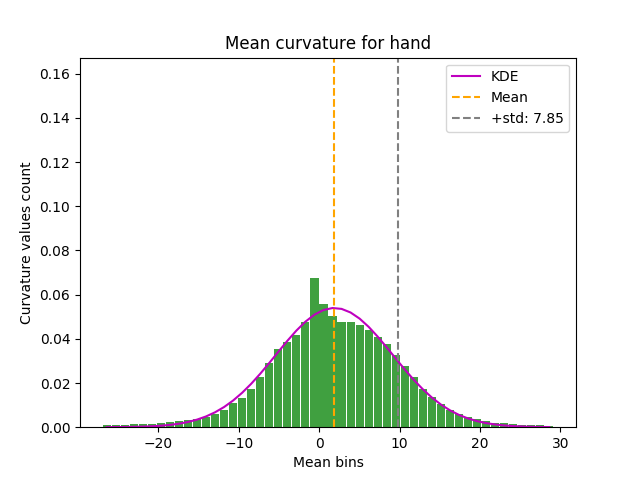 Mean curvature for hand
KDE
Mean
+std: 7.85
Curvature values count
0.16
0.14
0.12
0.10
0.08
0.06
0.04
0.02
0.00
−20
−10
0
10
20
30
Mean bins